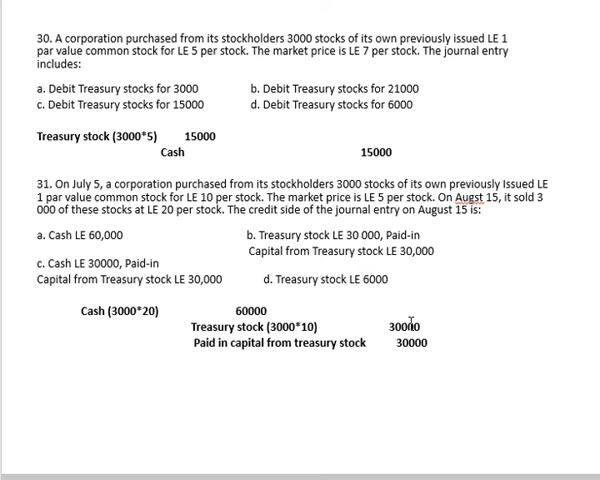 30. A corporation purchased from its stockholders 3000 stocks of its own previously issued LE 1
par value common stock for LE 5 per stock. The market price is LE 7 per stock. The journal entry
includes:
a. Debit Treasury stocks for 3000 b. Debit Treasury stocks for 21000
c. Debit Treasury stocks for 15000 d. Debit Treasury stocks for 6000
Treasury stock (3000*5) 15000
Cash 15000
31. On July 5, a corporation purchased from its stockholders 3000 stocks of its own previously Issued LE
1 par value common stock for LE 10 per stock. The market price is LE 5 per stock. On Augst 15, it sold 3
000 of these stocks at LE 20 per stock. The credit side of the journal entry on August 15 is:
a. Cash LE 60,000 b. Treasury stock LE 30 000, Paid-in
Capital from Treasury stock LE 30,000
c. Cash LE 30000, Paid-in
Capital from Treasury stock LE 30,000 d. Treasury stock LE 6000
Cash (3000*20) 60000
Treasury stock (3000*10) 30000
Paid in capital from treasury stock 30000